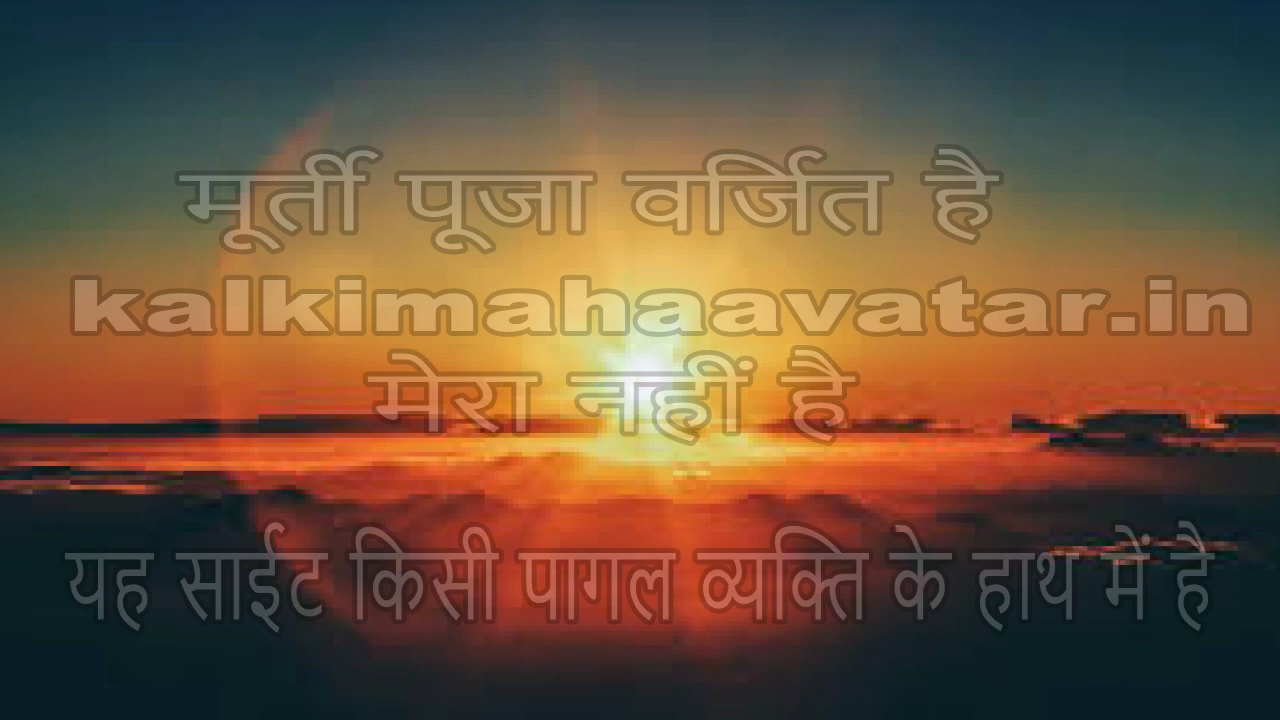 मूर्ती पूजा वर्जित है
kalkimahaavatar.in
मेरा नहीं है
यह साईट किसी पागल व्यक्ति के हाथ में है